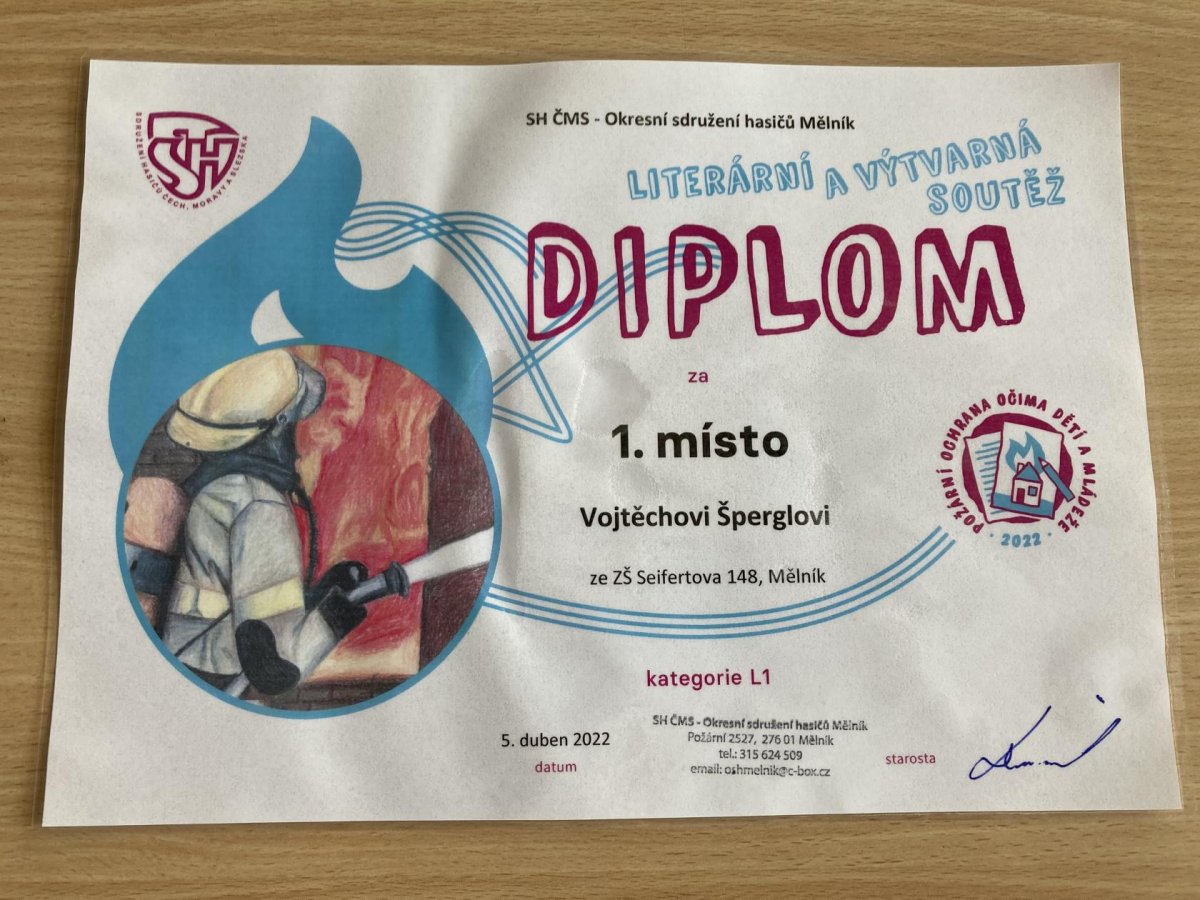 SDRUŽENÍ HASIČŮ ČECH, MORAVY A SLEZSKA
SH
SH ČMS - Okresní sdružení hasičů Mělník
LITERÁRNÍ A VÝTVARNÁ
SOUTĚŽ
DIPLOM
za
1. místo
Vojtěchovi Šperglovi
ze ZŠ Seifertova 148, Mělník
POŽÁRNÍ OCHRANA OČIMA DĚTÍ A MLÁDEŽE
· 2022 ·
kategorie L1
5. duben 2022
datum
SH ČMS - Okresní sdružení hasičů Mělník
Požární 2527, 276 01 Mělník
tel.: 315 624 509
email: oshmelnik@c-box.cz
starosta